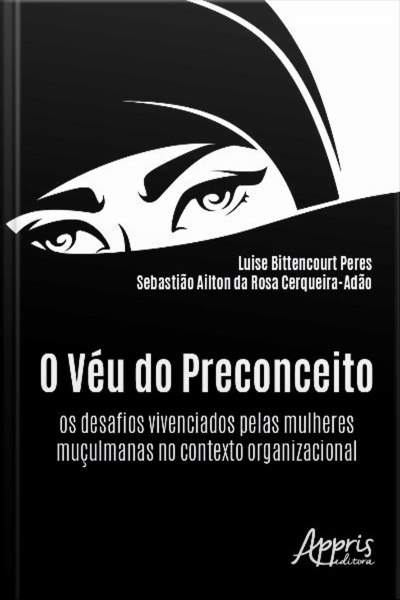 Luise Bittencourt Peres
Sebastião Ailton da Rosa Cerqueira-Adão
O Véu do Preconceito
os desafios vivenciados pelas mulheres
muçulmanas no contexto organizacional
Appris
editora